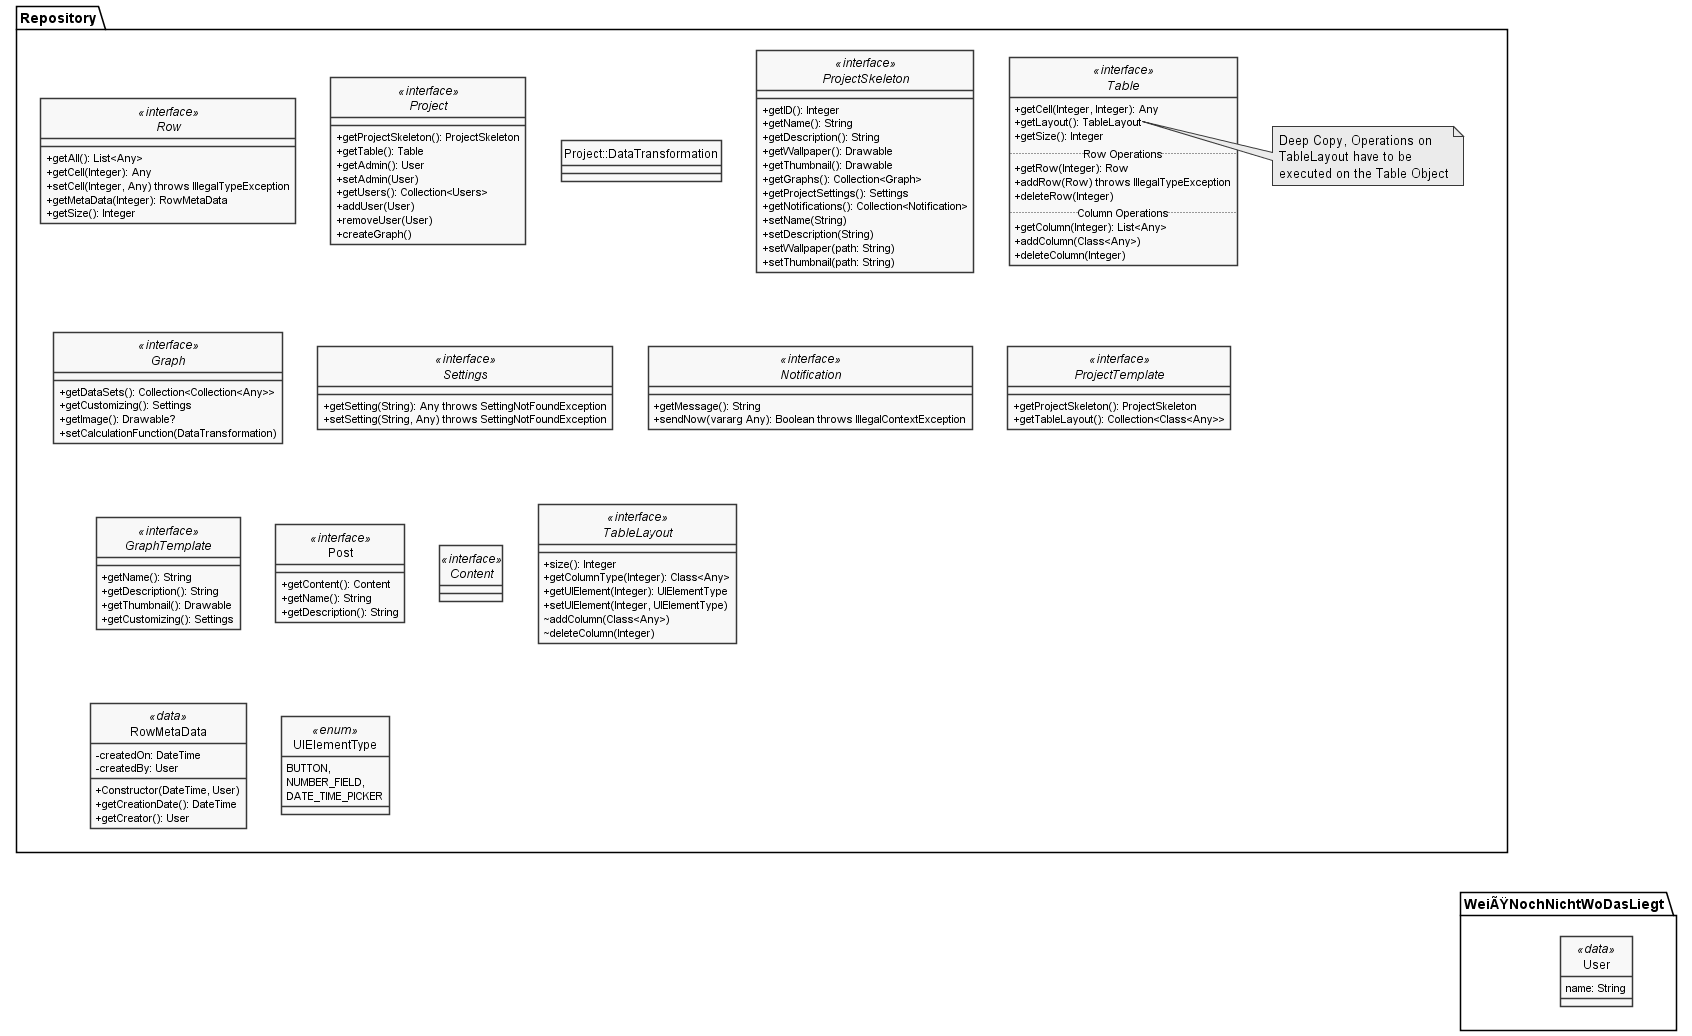 Repository
«interface»
Row
+getAll(): List<Any>
+getCell(Integer): Any
+setCell(Integer, Any) throws IllegalTypeException
+getMetaData(Integer): RowMetaData
+getSize(): Integer
«interface»
Project
+getProjectSkeleton(): ProjectSkeleton
+getTable(): Table
+getAdmin(): User
+setAdmin(User)
+getUsers(): Collection<Users>
+addUser(User)
+removeUser(User)
+createGraph()
Project::DataTransformation
«interface»
ProjectSkeleton
+getID(): Integer
+getName(): String
+getDescription(): String
+getWallpaper(): Drawable
+getThumbnail(): Drawable
+getGraphs(): Collection<Graph>
+getProjectSettings(): Settings
+getNotifications(): Collection<Notification>
+setName(String)
+setDescription(String)
+setWallpaper(path: String)
+setThumbnail(path: String)
«interface»
Table
+getCell(Integer, Integer): Any
+getLayout(): TableLayout
+getSize(): Integer
Row Operations
+getRow(Integer): Row
+addRow(Row) throws IllegalTypeException
+deleteRow(Integer)
Column Operations
+getColumn(Integer): List<Any>
+addColumn(Class<Any>)
+deleteColumn(Integer)
Deep Copy, Operations on
TableLayout have to be
executed on the Table Object
«interface»
Graph
+getDataSets(): Collection<Collection<Any>>
+getCustomizing(): Settings
+getImage(): Drawable?
+setCalculationFunction(DataTransformation)
«interface»
Settings
+getSetting(String): Any throws SettingNotFoundException
+setSetting(String, Any) throws SettingNotFoundException
«interface»
Notification
+getMessage(): String
+sendNow(vararg Any): Boolean throws IllegalContextException
«interface»
ProjectTemplate
+getProjectSkeleton(): ProjectSkeleton
+getTableLayout(): Collection<Class<Any>>
«interface»
GraphTemplate
+getName(): String
+getDescription(): String
+getThumbnail(): Drawable
+getCustomizing(): Settings
«interface»
Post
+getContent(): Content
+getName(): String
+getDescription(): String
«interface»
Content
«interface»
TableLayout
+size(): Integer
+getColumnType(Integer): Class<Any>
+getUIElement(Integer): UIElementType
+setUIElement(Integer, UIElementType)
~addColumn(Class<Any>)
~deleteColumn(Integer)
«data»
RowMetaData
-createdOn: DateTime
-createdBy: User
+Constructor(DateTime, User)
+getCreationDate(): DateTime
+getCreator(): User
«enum»
UIElementType
BUTTON,
NUMBER_FIELD,
DATE_TIME_PICKER
WeiÃŸNochNichtWoDasLiegt
«data»
User
name: String